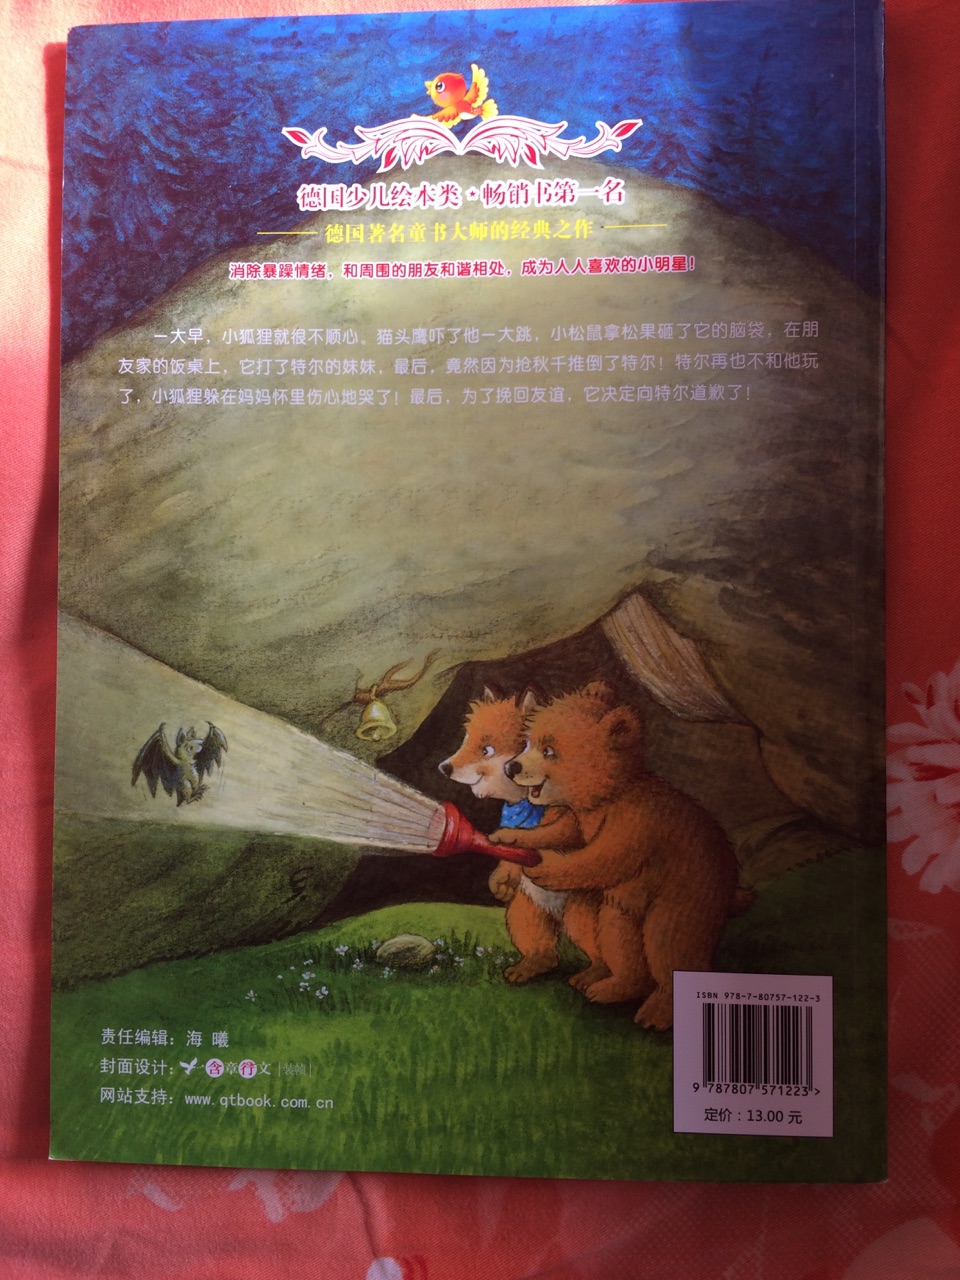 德国少儿绘本类★畅销书第一名
德国著名童书大师的经典之作
消除暴躁情绪，和周围的朋友和谐相处，成为人人喜欢的小明星！
一大早，小狐狸就很不顺心。猫头鹰吓了他一大跳，小松鼠拿松果砸了它的脑袋，在朋
友家的饭桌上，它打了特尔的妹妹，最后，竟然因为抢秋千推倒了特尔！特尔再也不和他玩
了，小狐狸躲在妈妈怀里伤心地哭了！最后，为了挽回友谊，它决定向特尔道歉了！
责任编辑：海 曦
封面设计：含章行文|装帧|
网站支持：www.qtbook.com.cn
ISBN 978-7-80757-122-3
9 787807 571223 >
定价：13.00 元